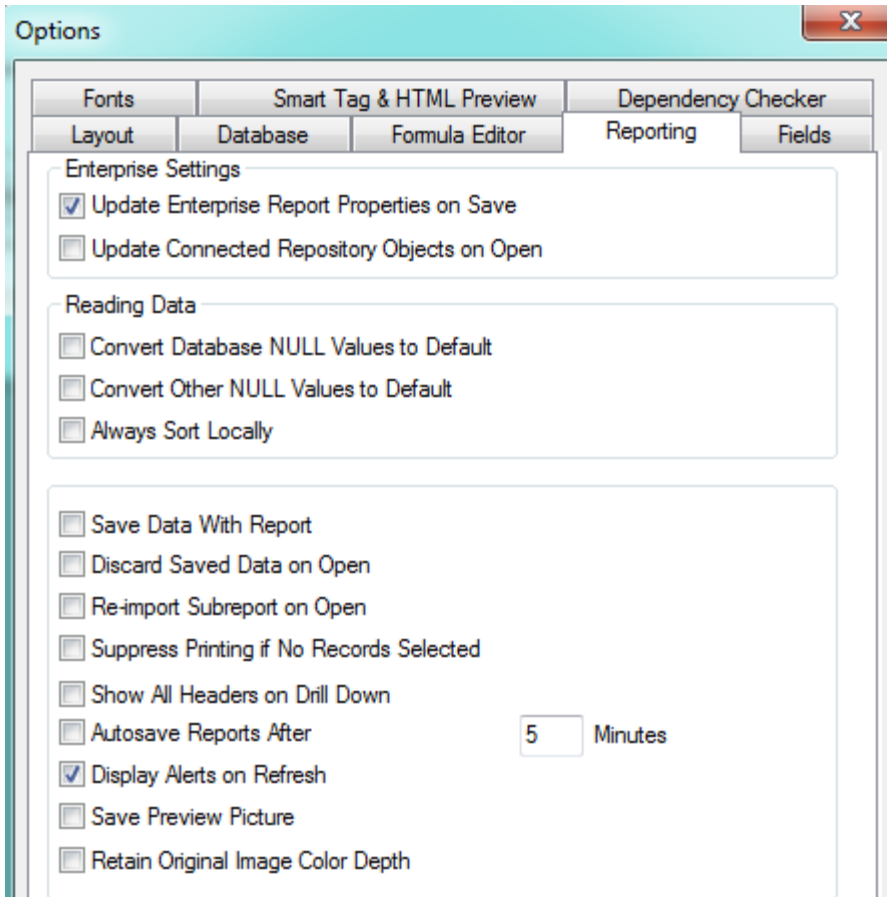 Options
Fonts Smart Tag & HTML Preview Dependency Checker
Layout Database Formula Editor Reporting Fields
Enterprise Settings
Update Enterprise Report Properties on Save
Update Connected Repository Objects on Open
Reading Data
Convert Database NULL Values to Default
Convert Other NULL Values to Default
Always Sort Locally
Save Data With Report
Discard Saved Data on Open
Re-import Subreport on Open
Suppress Printing if No Records Selected
Show All Headers on Drill Down
Autosave Reports After 5 Minutes
Display Alerts on Refresh
Save Preview Picture
Retain Original Image Color Depth